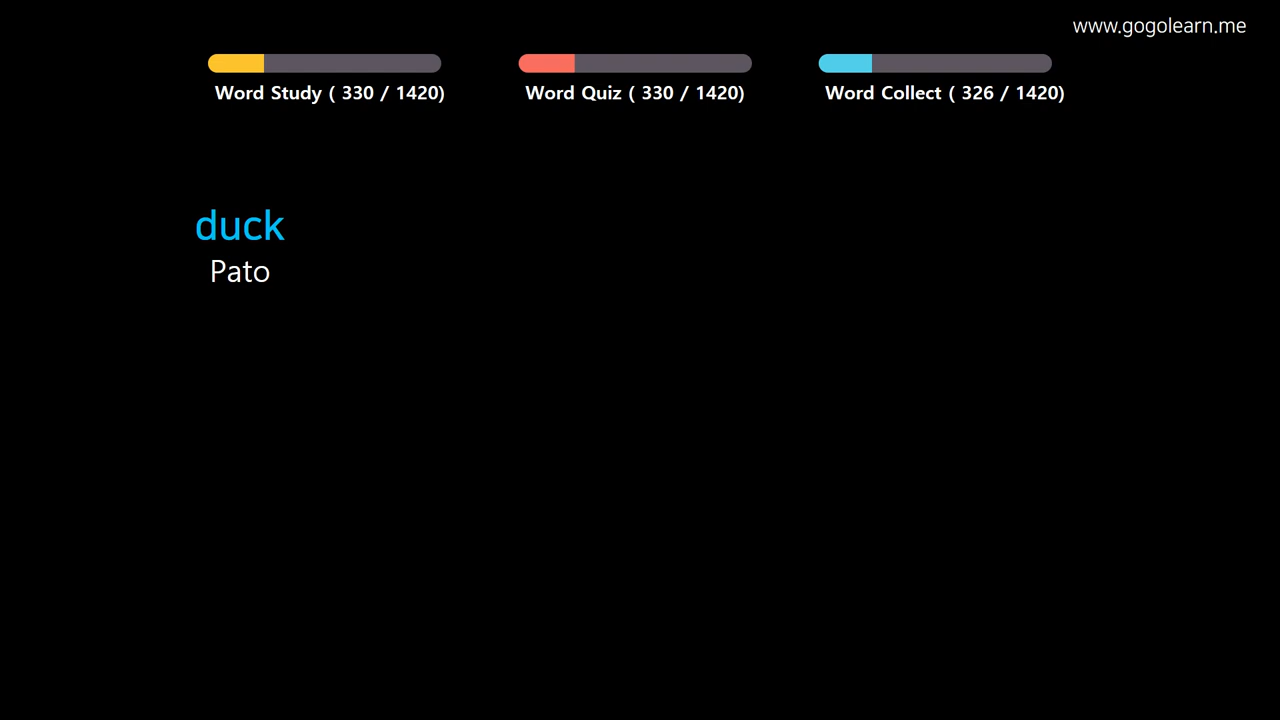 www.gogolearn.me
Word Study ( 330 / 1420)
Word Quiz ( 330 / 1420)
Word Collect ( 326 / 1420)
duck
Pato